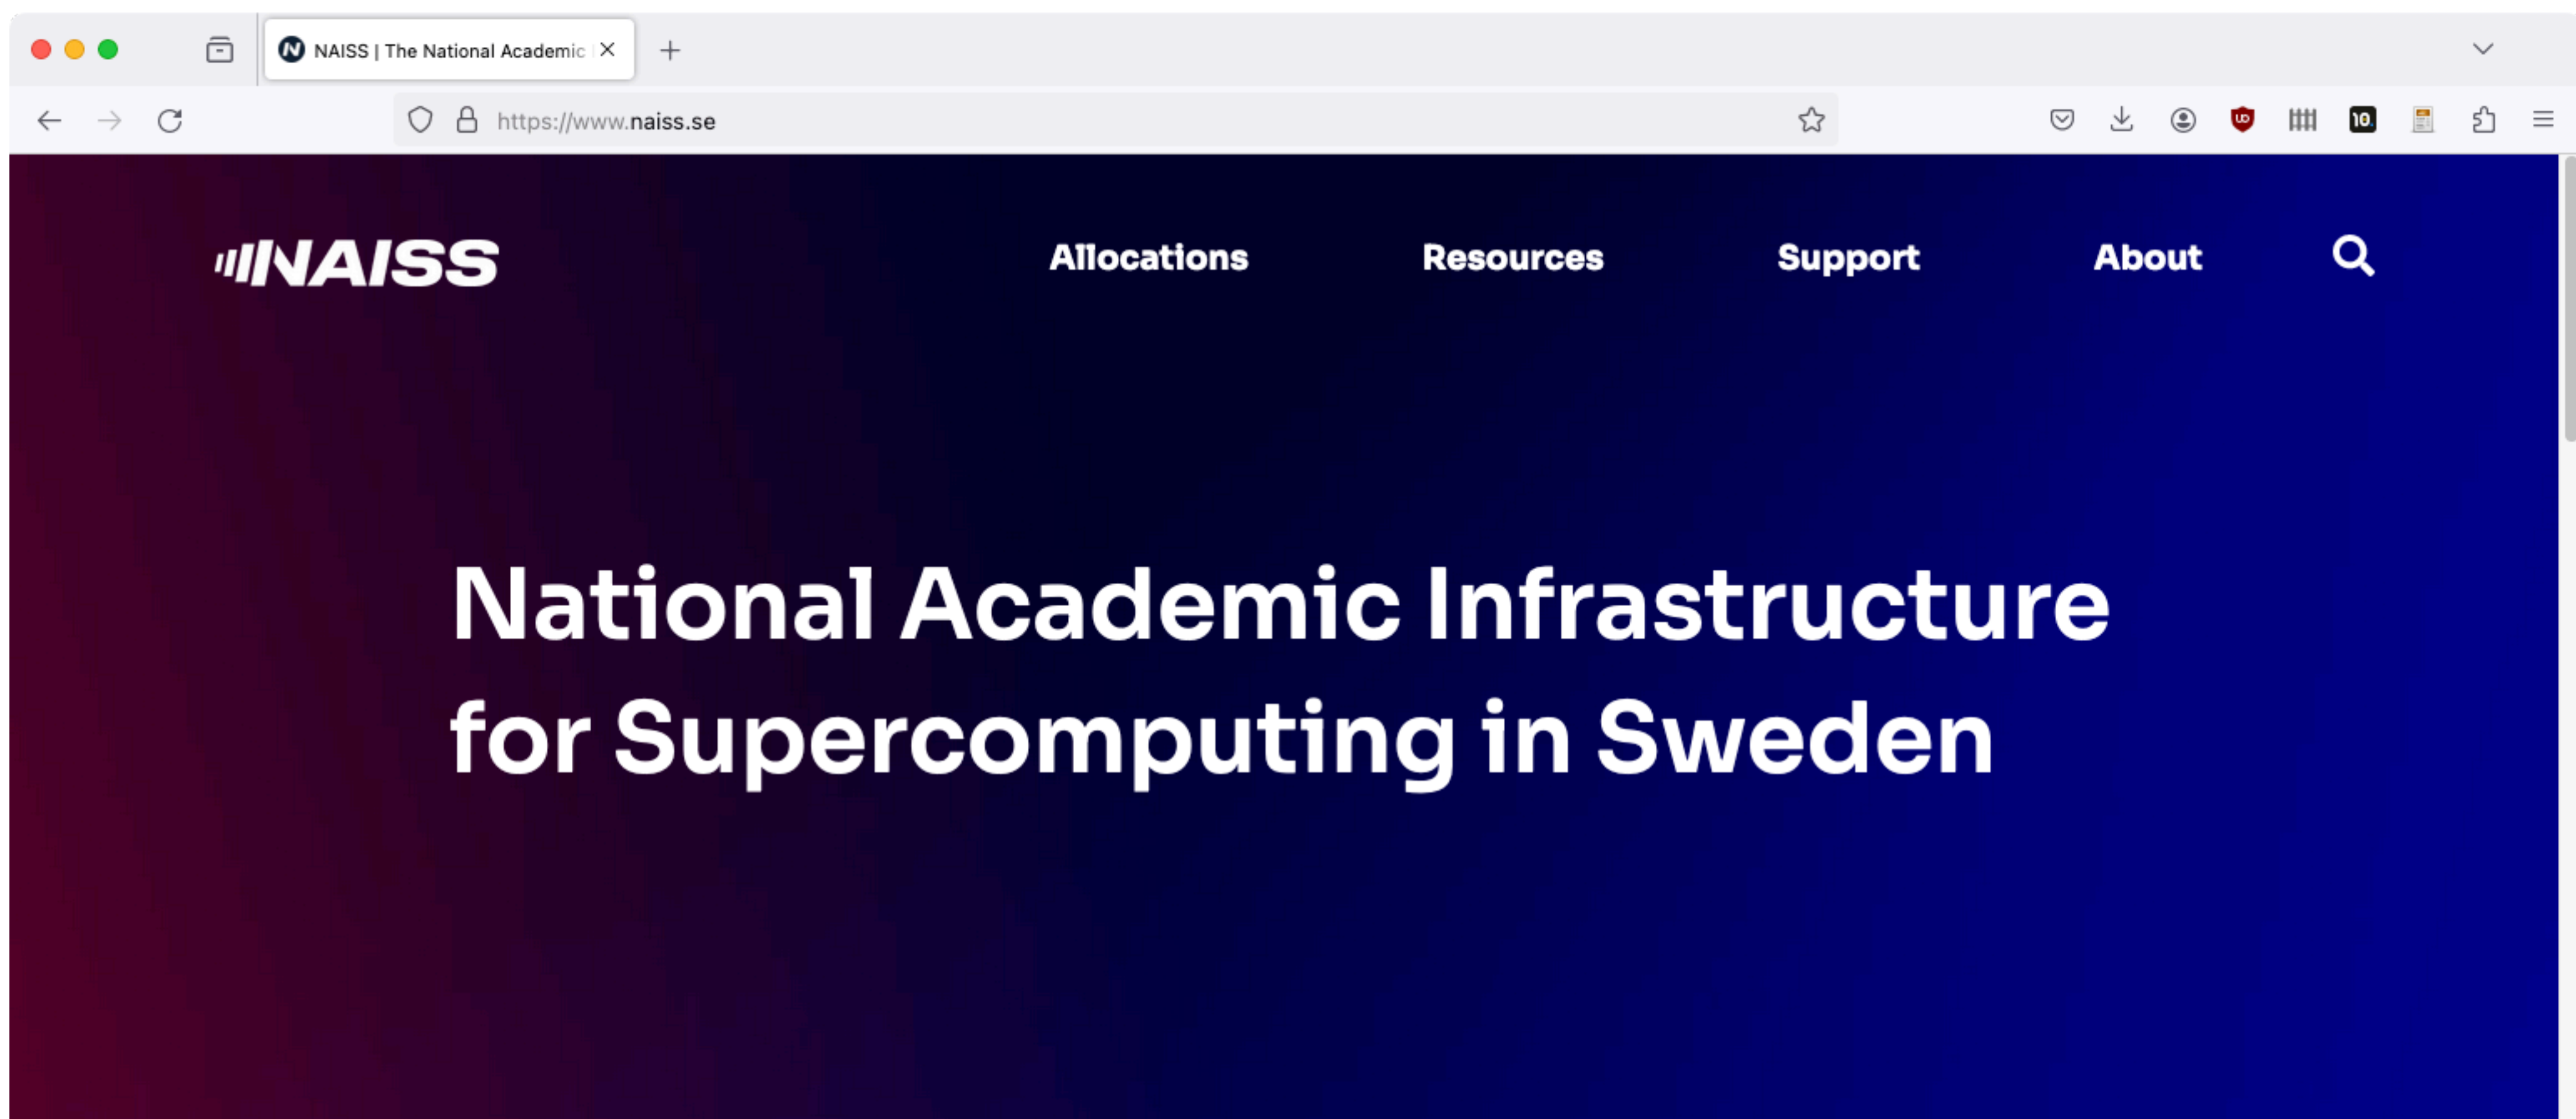 NAISS | The National Academic
https://www.naiss.se
NAISS
Allocations Resources Support About
National Academic Infrastructure
for Supercomputing in Sweden